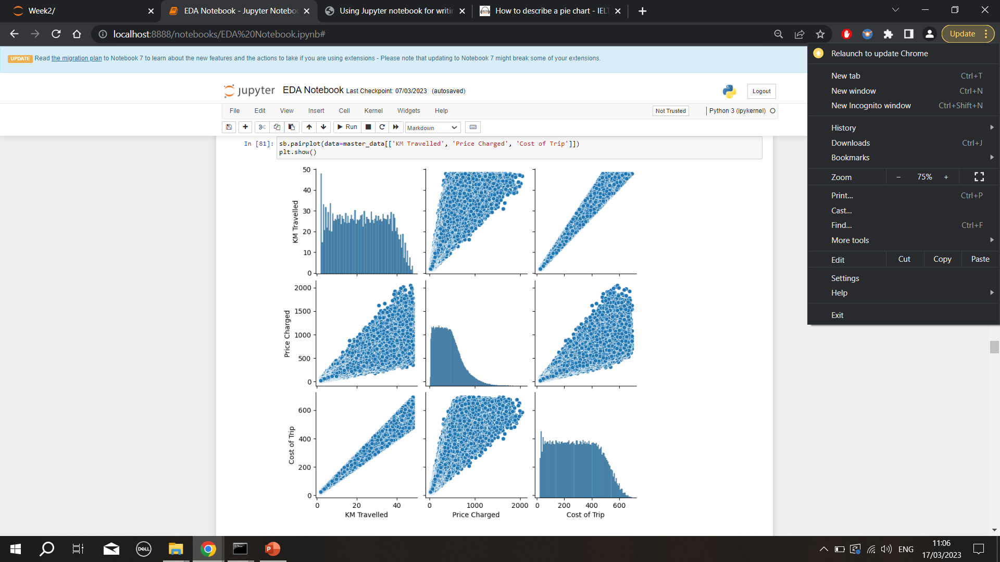 Week2/
EDA Notebook - Jupyter Notebo
Using Jupyter notebook for writin
How to describe a pie chart - IELT
localhost:8888/notebooks/EDA%20Notebook.ipynb#
Update
UPDATE Read the migration plan to Notebook 7 to learn about the new features and the actions to take if you are using extensions - Please note that updating to Notebook 7 might break some of your extensions.
jupyter EDA Notebook Last Checkpoint: 07/03/2023 (autosaved)
Logout
File Edit View Insert Cell Kernel Widgets Help
Not Trusted
Python 3 (ipykernel)
Run
Markdown
In [81]: sb.pairplot(data=master_data[['KM Travelled', 'Price Charged', 'Cost of Trip']])
plt.show()
50
40
30
20
10
0
KM Travelled
2000
1500
1000
500
0
Price Charged
600
400
200
0
Cost of Trip
0 20 40
KM Travelled
0 1000 2000
Price Charged
0 200 400 600
Cost of Trip
Relaunch to update Chrome
New tab Ctrl+T
New window Ctrl+N
New Incognito window Ctrl+Shift+N
History
Downloads Ctrl+J
Bookmarks
Zoom - 75% +
Print... Ctrl+P
Cast...
Find... Ctrl+F
More tools
Edit Cut Copy Paste
Settings
Help
Exit
DELL
P
ENG
11:06
17/03/2023